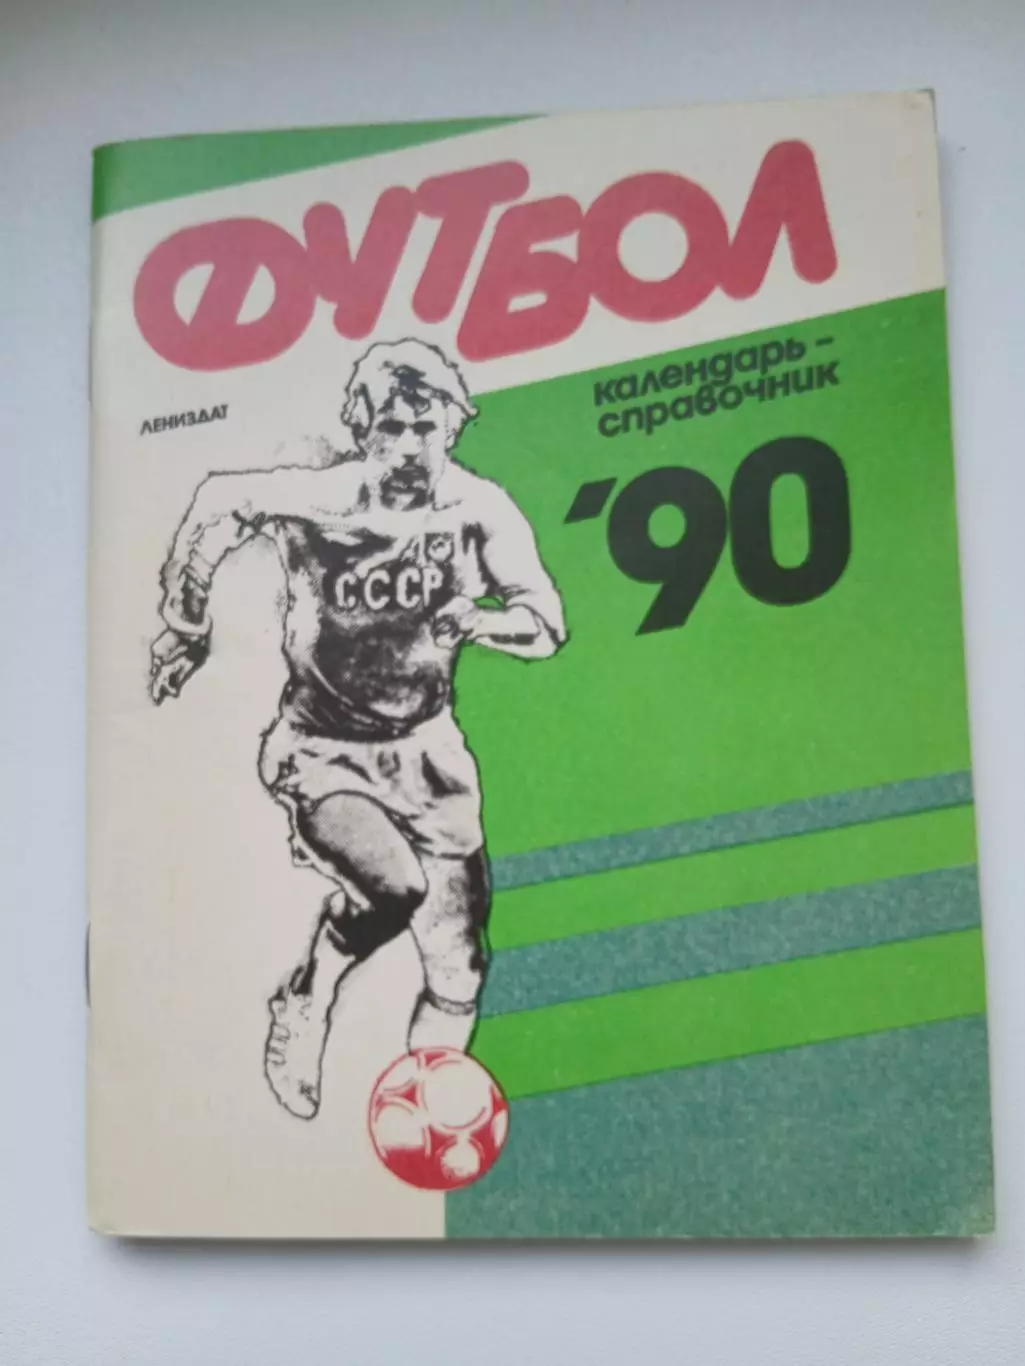 ФУТБОЛ
календарь-
справочник
ЛЕНИЗДАТ
'90
СССР